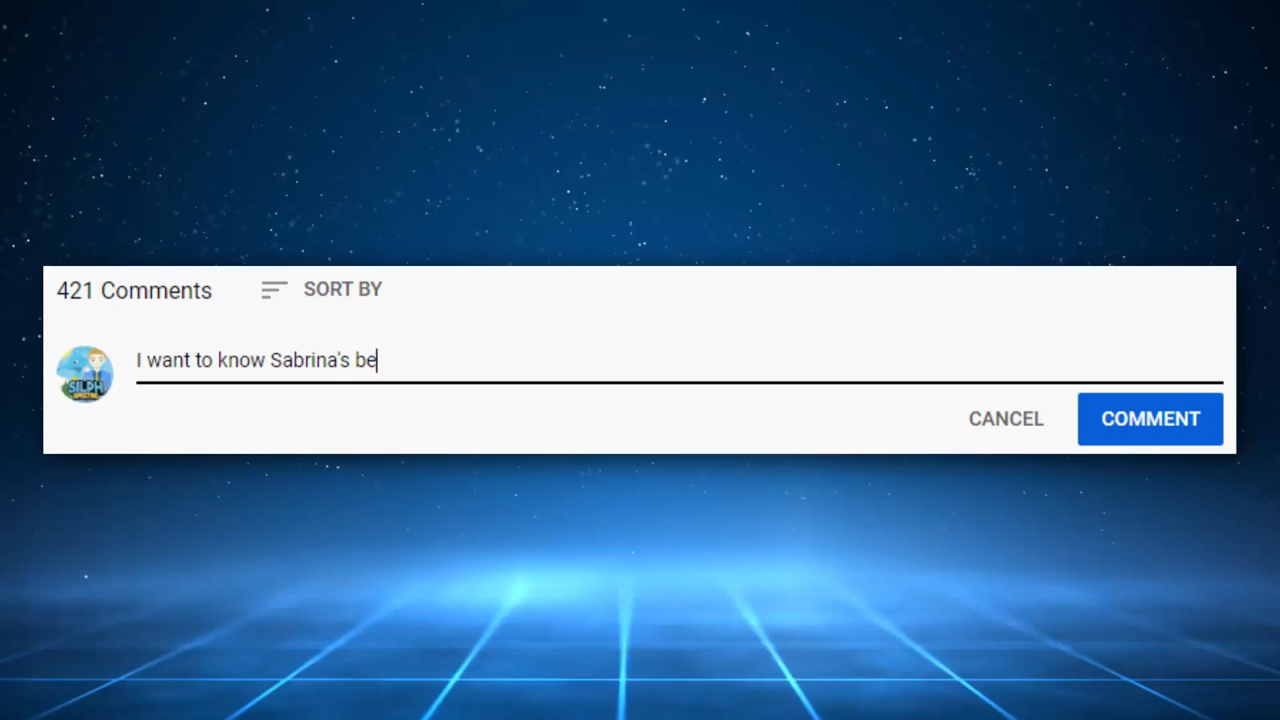 421 Comments
SORT BY
I want to know Sabrina's be
SILPH
CANCEL
COMMENT